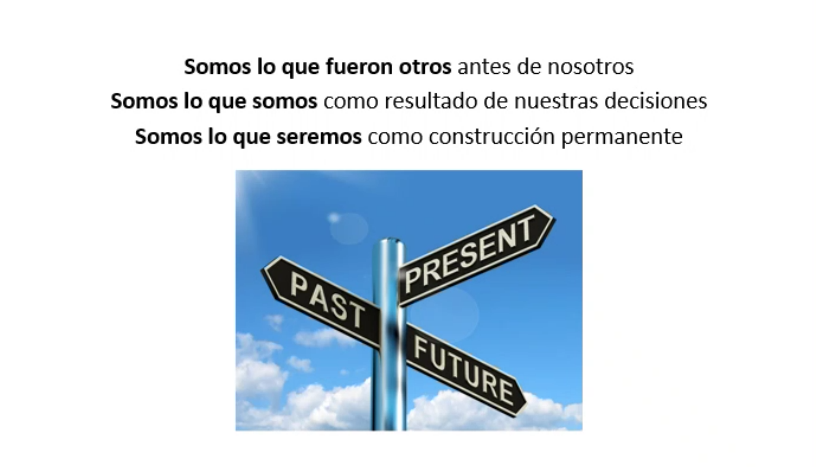 Somos lo que fueron otros antes de nosotros
Somos lo que somos como resultado de nuestras decisiones
Somos lo que seremos como construcción permanente
PRESENT
PAST
FUTURE